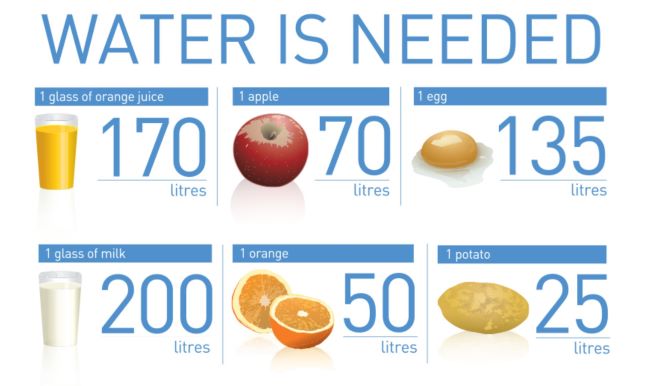 WATER IS NEEDED
1 glass of orange juice
170
litres
1 apple
70
litres
1 egg
135
litres
1 glass of milk
200
litres
1 orange
50
litres
1 potato
25
litres